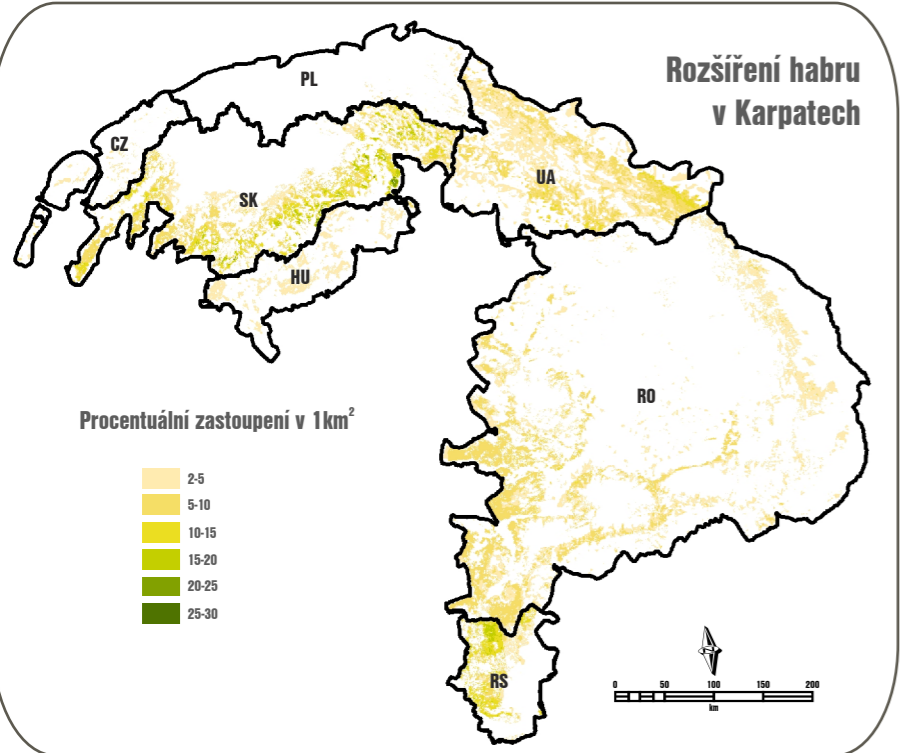 Rozšíření habru
v Karpatech
PL
CZ
SK
UA
HU
RO
RS
Procentuální zastoupení v 1km²
2-5
5-10
10-15
15-20
20-25
25-30
0 50 100 150 200
km